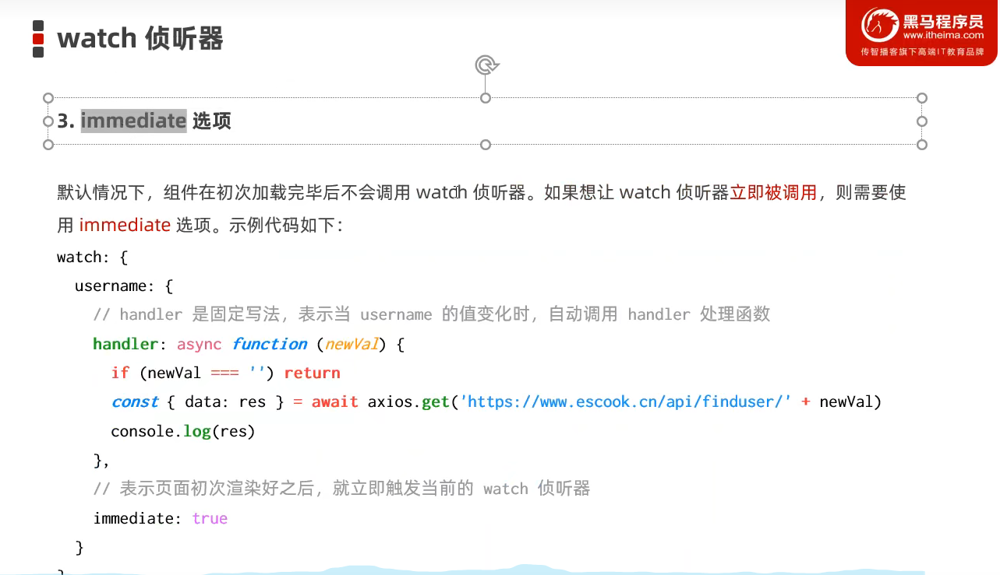 watch 侦听器
黑马程序员
www.itheima.com
传智播客旗下高端IT教育品牌
3. immediate 选项
默认情况下，组件在初次加载完毕后不会调用 watch 侦听器。如果想让 watch 侦听器立即被调用，则需要使
用 immediate 选项。示例代码如下：
watch: {
username: {
// handler 是固定写法，表示当 username 的值变化时，自动调用 handler 处理函数
handler: async function (newVal) {
if (newVal === '') return
const { data: res } = await axios.get('https://www.escook.cn/api/finduser/' + newVal)
console.log(res)
},
// 表示页面初次渲染好之后，就立即触发当前的 watch 侦听器
immediate: true
}
}